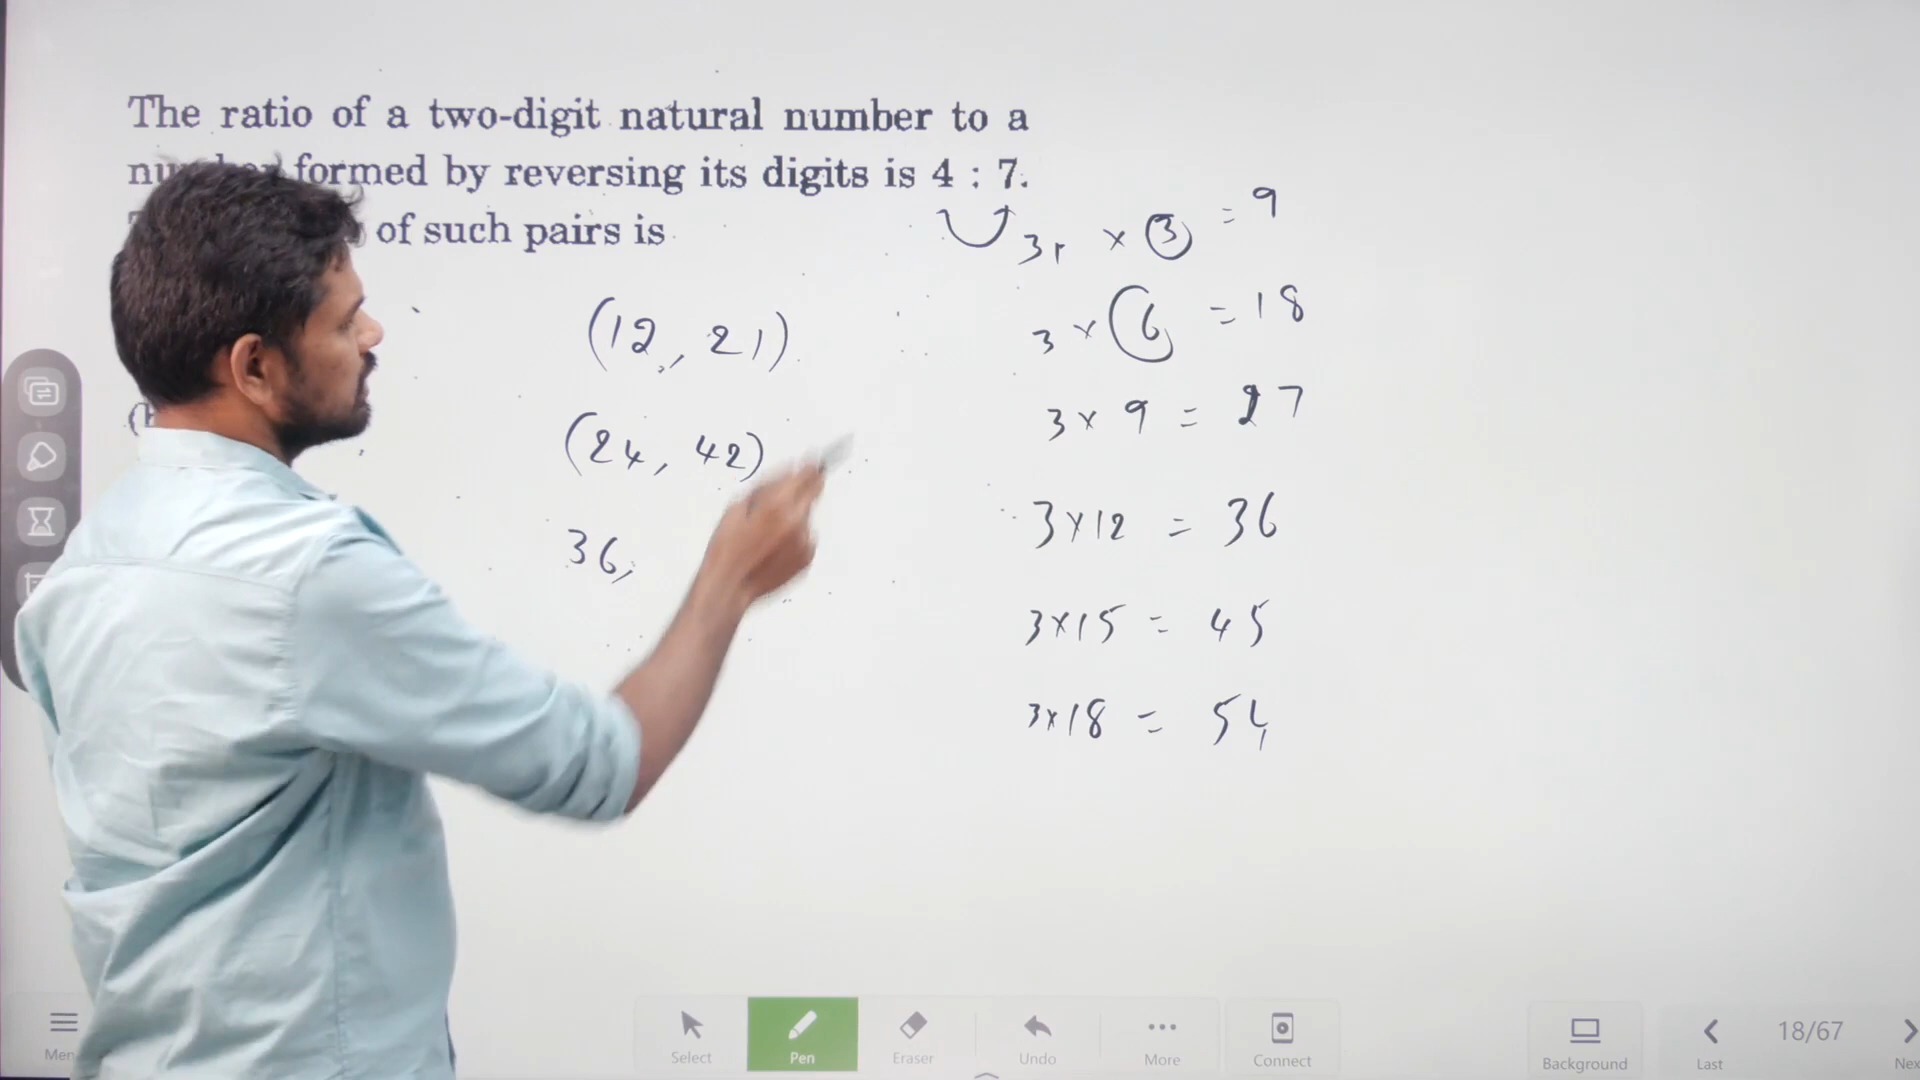 The ratio of a two-digit natural number to a
formed by reversing its digits is 4 : 7.
of such pairs is
3r × 3 = 9
(12, 21)
3 × 6 = 18
3 × 9 = 27
(24, 42)
3×12 = 36
36,
3×15 = 45
3×18 = 54
Select
Pen
Eraser
Undo
More
Connect
Background
Last
18/67